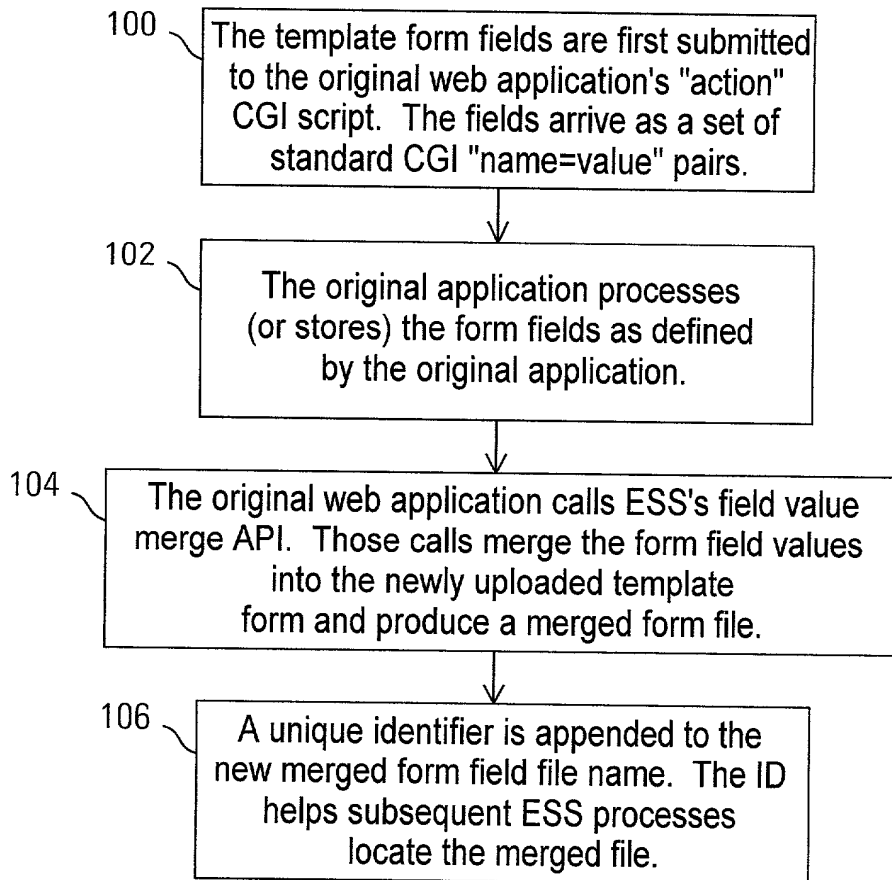 100
The template form fields are first submitted
to the original web application's "action"
CGI script. The fields arrive as a set of
standard CGI "name=value" pairs.
102
The original application processes
(or stores) the form fields as defined
by the original application.
104
The original web application calls ESS's field value
merge API. Those calls merge the form field values
into the newly uploaded template
form and produce a merged form file.
106
A unique identifier is appended to the
new merged form field file name. The ID
helps subsequent ESS processes
locate the merged file.